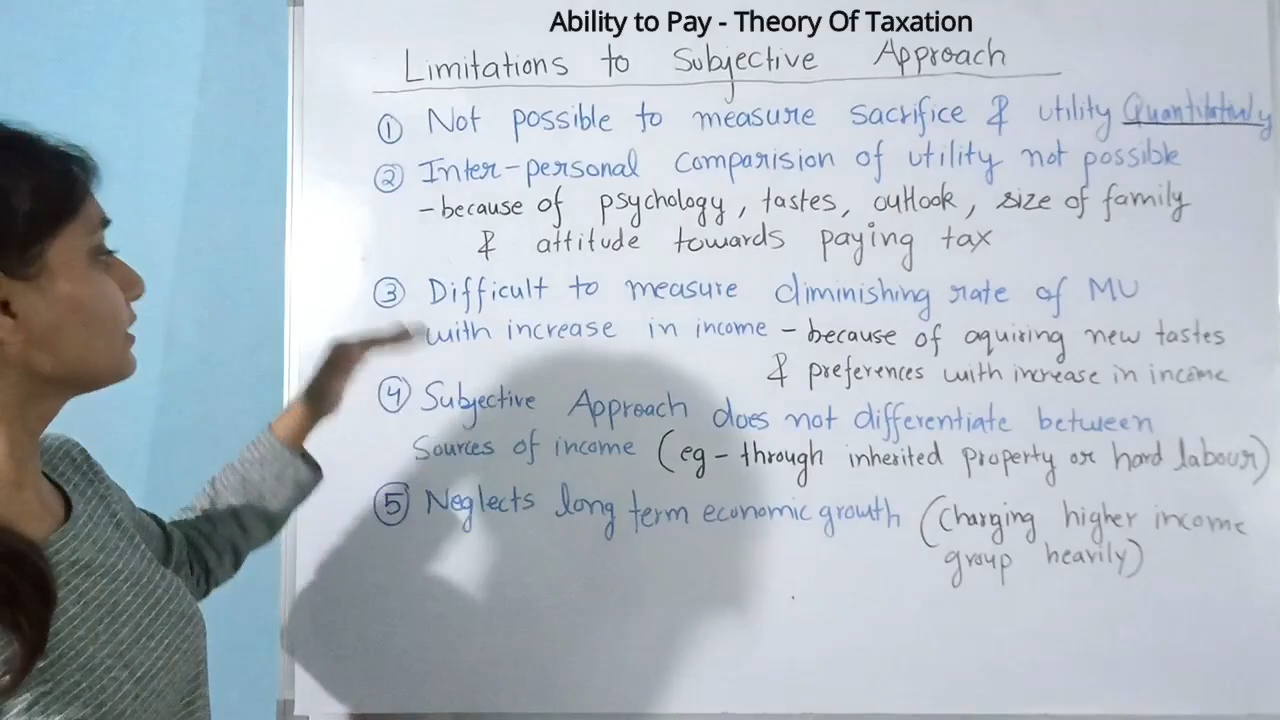 Ability to Pay - Theory Of Taxation
Limitations to Subjective Approach
① Not possible to measure sacrifice & utility Quantitatively
② Inter-personal comparision of utility not possible
- because of psychology, tastes, outlook, size of family
& attitude towards paying tax
③ Difficult to measure diminishing rate of MU
with increase in income - because of aquiring new tastes
& preferences with increase in income
④ Subjective Approach does not differentiate between
Sources of income (eg - through inherited property or hard labour)
⑤ Neglects long term economic growth (Charging higher income
group heavily)